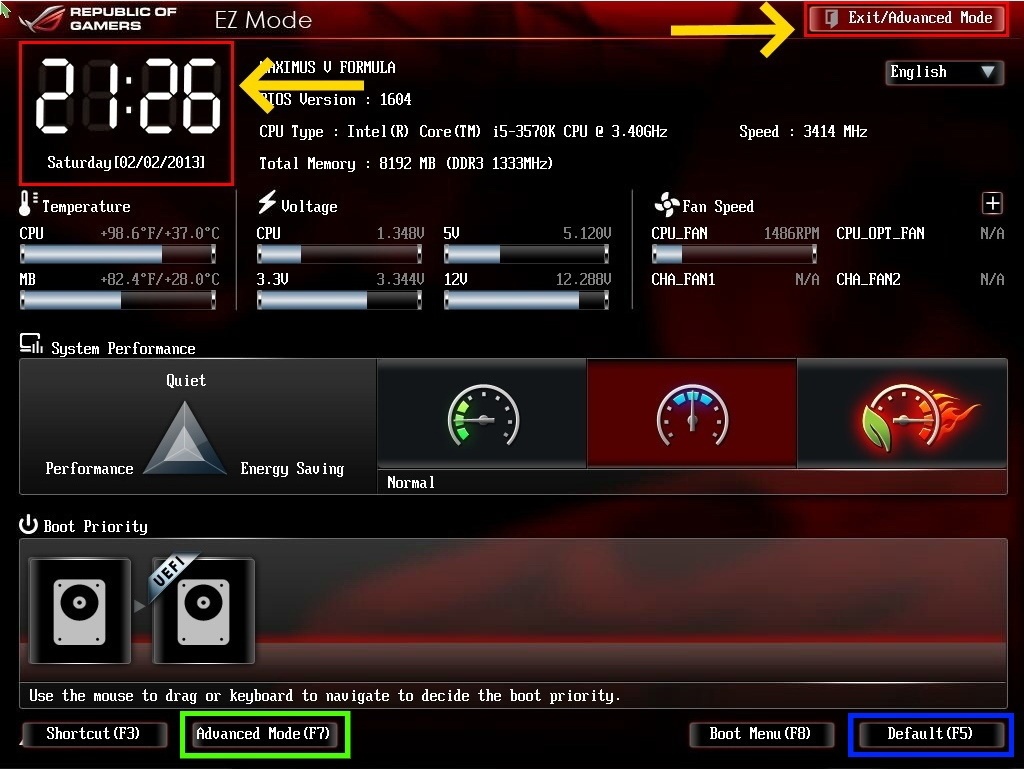 REPUBLIC OF
GAMERS
EZ Mode
Exit/Advanced Mode
21:26
Saturday[02/02/2013]
MAXIMUS V FORMULA
BIOS Version : 1604
English
CPU Type : Intel(R) Core(TM) i5-3570K CPU @ 3.40GHz
Speed : 3414 MHz
Total Memory : 8192 MB (DDR3 1333MHz)
Temperature
CPU +98.6°F/+37.0°C
MB +82.4°F/+28.0°C
Voltage
CPU 1.348V 5V 5.120V
3.3V 3.344V 12V 12.288V
Fan Speed
CPU_FAN 1486RPM CPU_OPT_FAN N/A
CHA_FAN1 N/A CHA_FAN2 N/A
System Performance
Quiet
Performance Energy Saving
Normal
Boot Priority
UEFI
Use the mouse to drag or keyboard to navigate to decide the boot priority.
Shortcut(F3) Advanced Mode(F7) Boot Menu(F8) Default(F5)